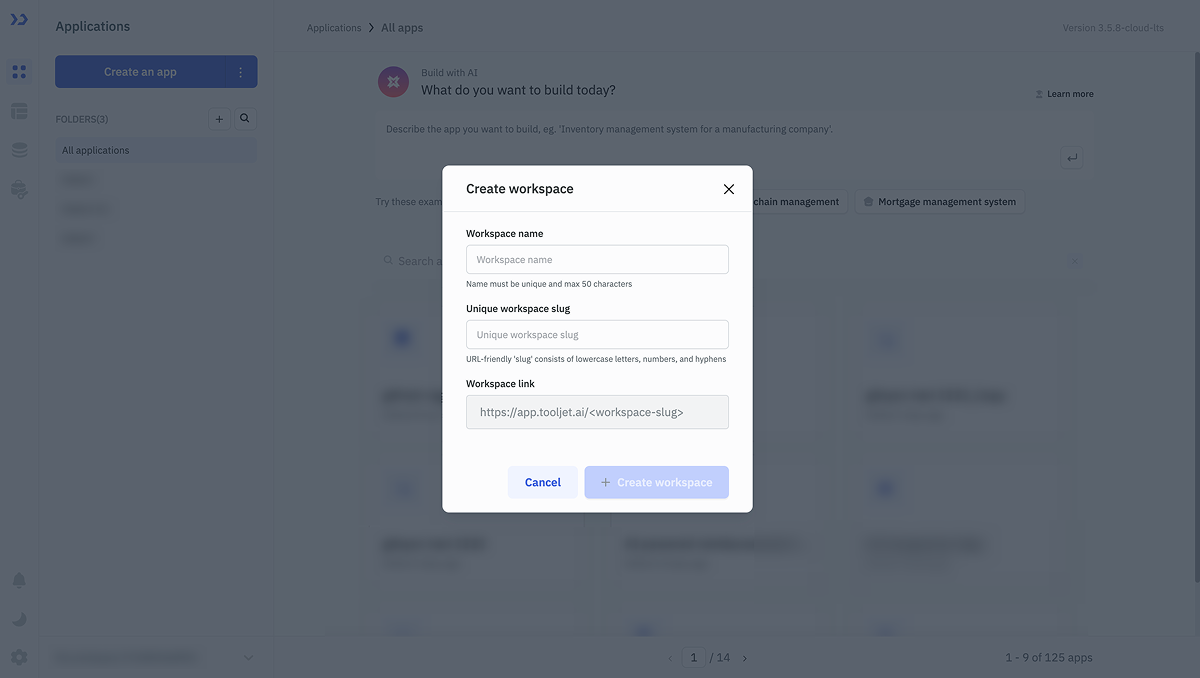 Applications
Applications
All apps
Version 3.5.8-cloud-lts
Create an app
Build with AI
What do you want to build today?
Learn more
FOLDERS(3)
Describe the app you want to build, eg. 'Inventory management system for a manufacturing company'.
All applications
Try these
chain management
Mortgage management system
Search
Create workspace
Workspace name
Workspace name
Name must be unique and max 50 characters
Unique workspace slug
Unique workspace slug
URL-friendly 'slug' consists of lowercase letters, numbers, and hyphens
Workspace link
https://app.tooljet.ai/<workspace-slug>
Cancel
+ Create workspace
1 / 14
1 - 9 of 125 apps